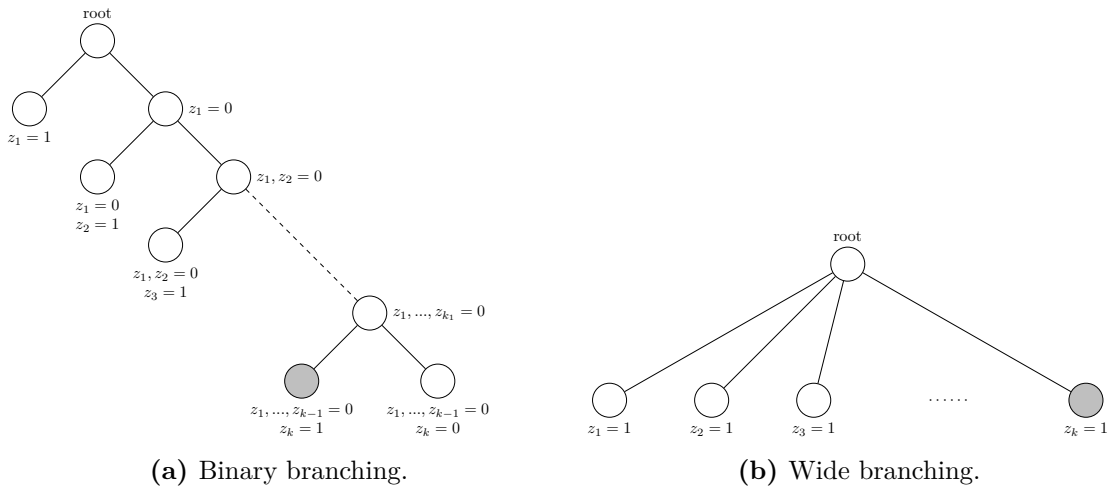 root
z₁ = 1
z₁ = 0
z₁ = 0
z₂ = 1
z₁, z₂ = 0
z₁, z₂ = 0
z₃ = 1
z₁, ..., zₖ₁ = 0
z₁, ..., zₖ₋₁ = 0
zₖ = 1
z₁, ..., zₖ₋₁ = 0
zₖ = 0
(a) Binary branching.
root
z₁ = 1
z₂ = 1
z₃ = 1
......
zₖ = 1
(b) Wide branching.